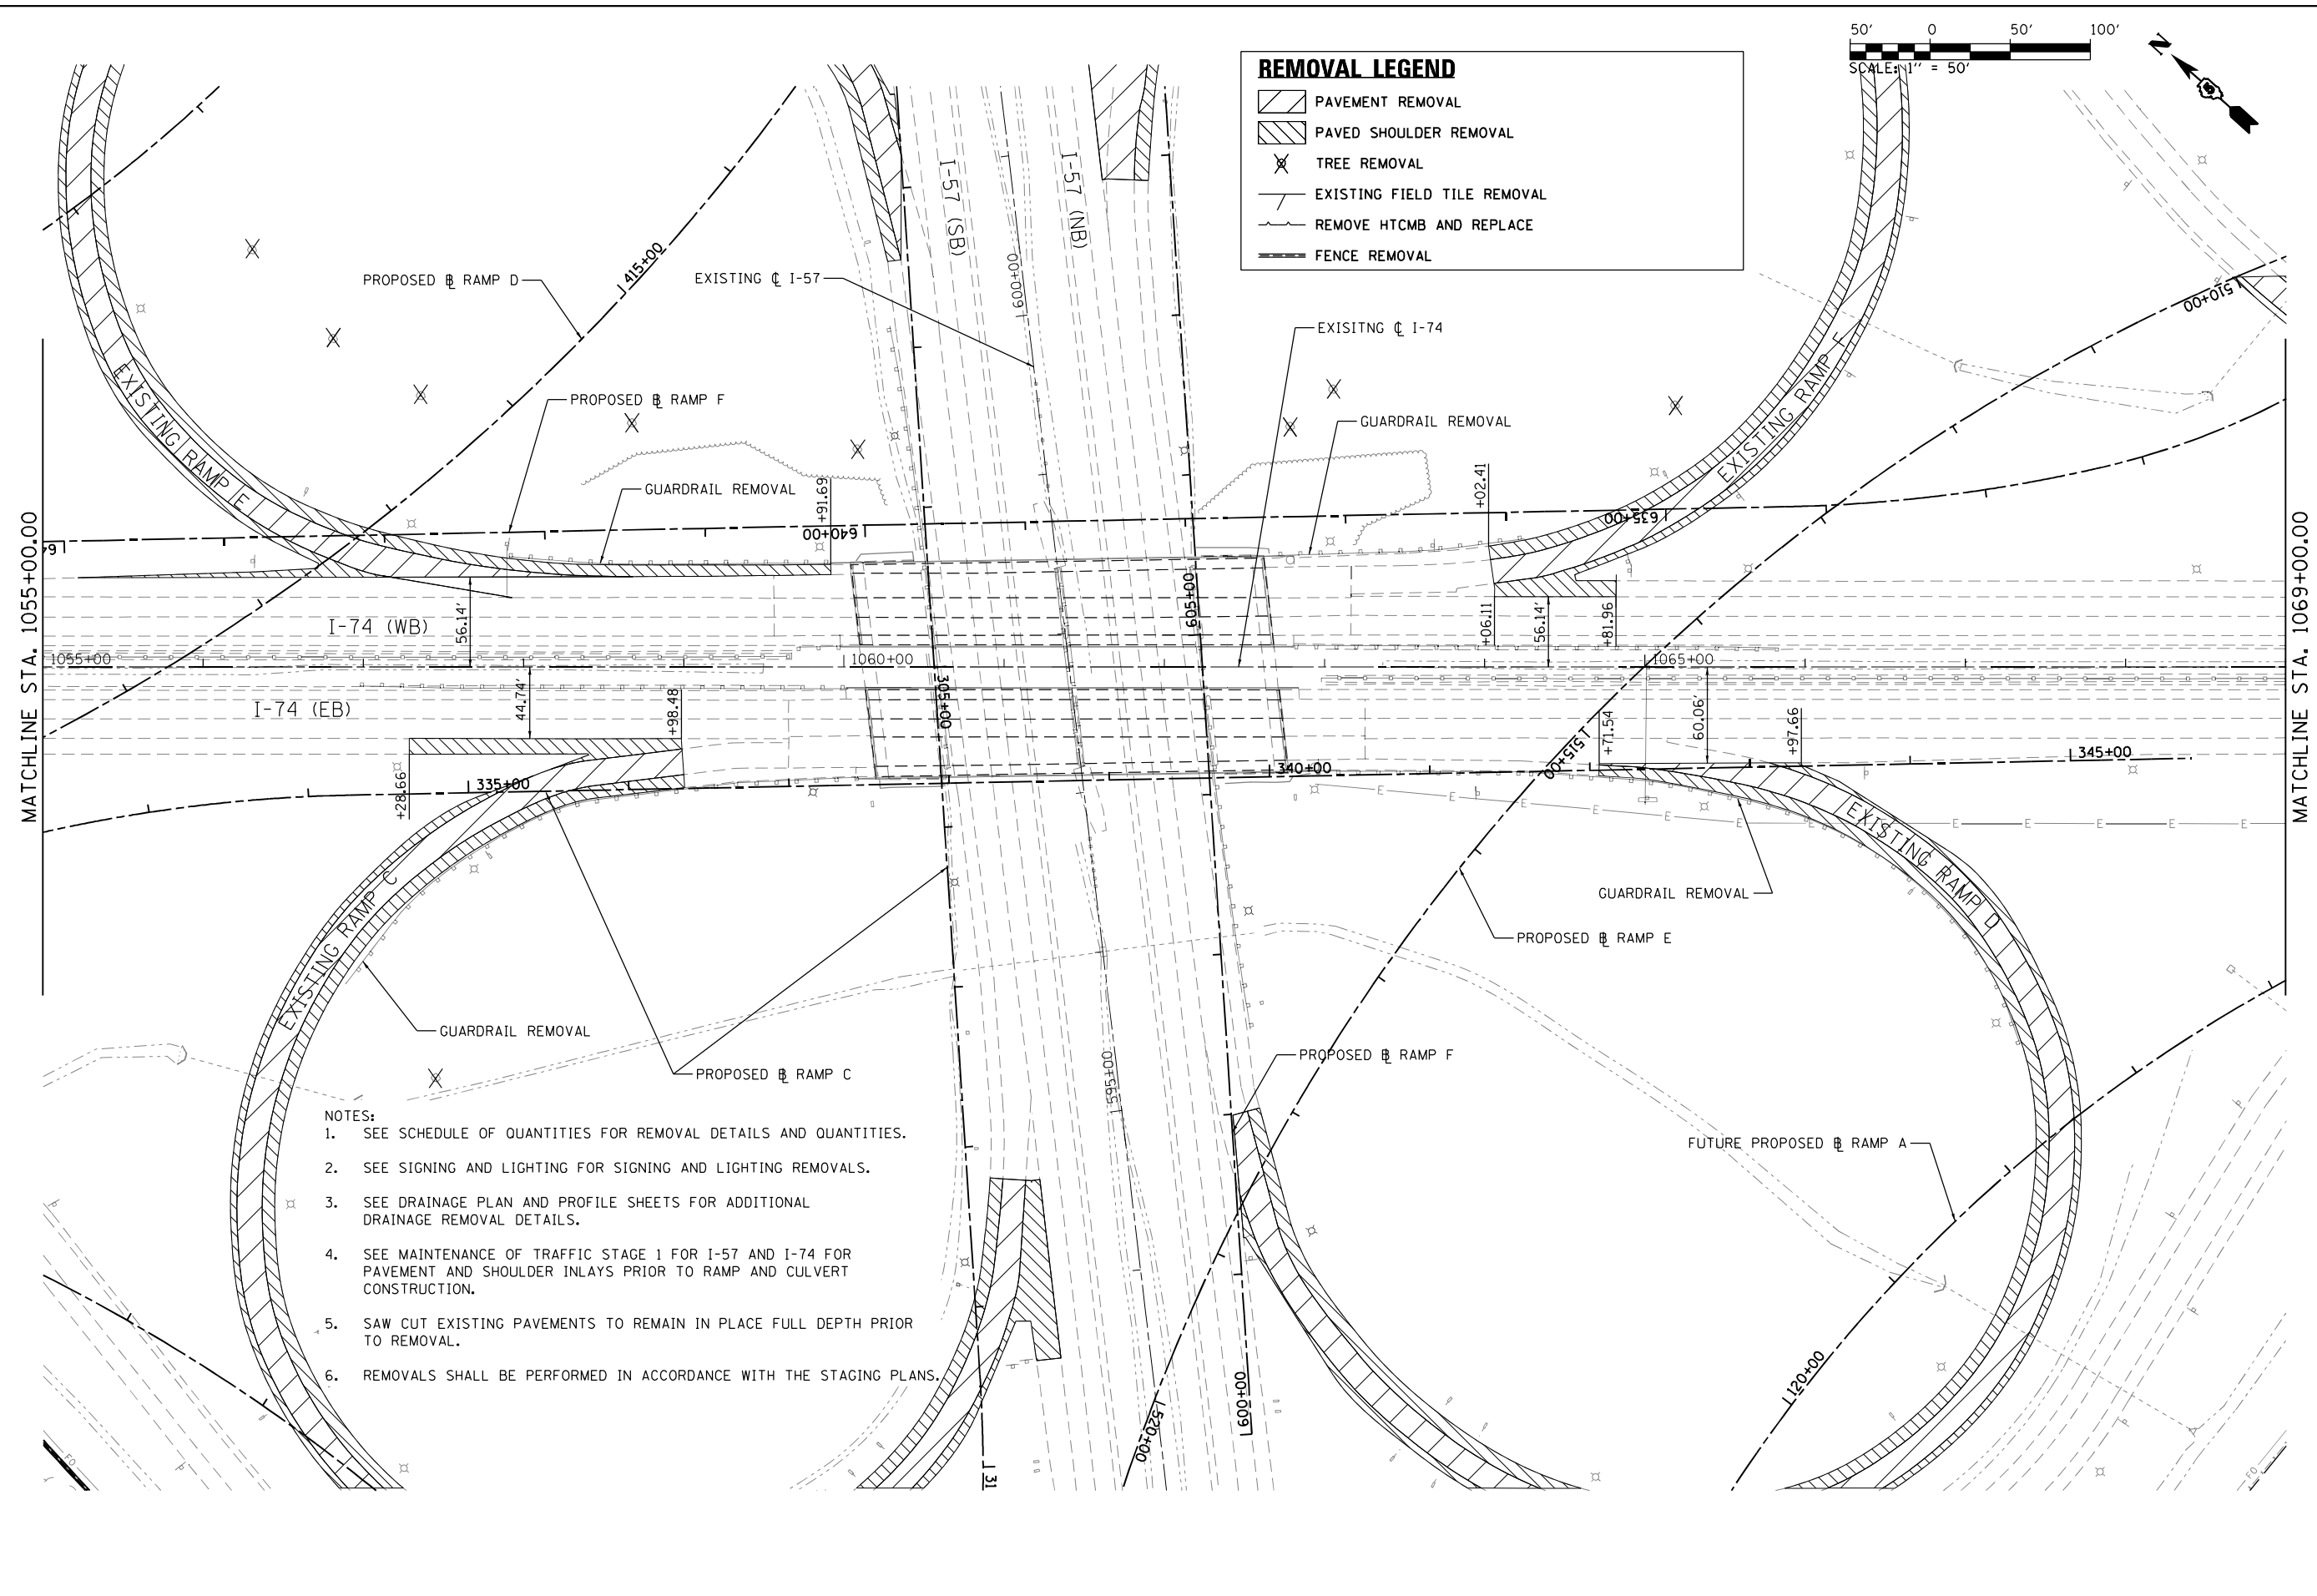 50' 0 50' 100'
SCALE: 1" = 50'
N
REMOVAL LEGEND
PAVEMENT REMOVAL
PAVED SHOULDER REMOVAL
TREE REMOVAL
EXISTING FIELD TILE REMOVAL
REMOVE HTCMB AND REPLACE
FENCE REMOVAL
I-57 (SB)
I-57 (NB)
600+00
415+00
PROPOSED ℄ RAMP D
EXISTING ℄ I-57
EXISITNG ℄ I-74
510+00
PROPOSED ℄ RAMP F
GUARDRAIL REMOVAL
EXISTING RAMP E
EXISTING RAMP F
GUARDRAIL REMOVAL
+91.69
+02.41
640+00
635+00
64
MATCHLINE STA. 1055+00.00
MATCHLINE STA. 1069+00.00
I-74 (WB)
56.14'
605+00
+06.11
56.14'
+81.96
1055+00
1060+00
1065+00
I-74 (EB)
44.74'
+98.48
305+00
+71.54
60.06'
+97.66
+28.66
335+00
340+00
515+00
345+00
E E E E E E E E E E E
EXISTING RAMP C
EXISTING RAMP D
GUARDRAIL REMOVAL
PROPOSED ℄ RAMP E
GUARDRAIL REMOVAL
PROPOSED ℄ RAMP C
PROPOSED ℄ RAMP F
595+00
FUTURE PROPOSED ℄ RAMP A
NOTES:
1. SEE SCHEDULE OF QUANTITIES FOR REMOVAL DETAILS AND QUANTITIES.
2. SEE SIGNING AND LIGHTING FOR SIGNING AND LIGHTING REMOVALS.
3. SEE DRAINAGE PLAN AND PROFILE SHEETS FOR ADDITIONAL
DRAINAGE REMOVAL DETAILS.
4. SEE MAINTENANCE OF TRAFFIC STAGE 1 FOR I-57 AND I-74 FOR
PAVEMENT AND SHOULDER INLAYS PRIOR TO RAMP AND CULVERT
CONSTRUCTION.
5. SAW CUT EXISTING PAVEMENTS TO REMAIN IN PLACE FULL DEPTH PRIOR
TO REMOVAL.
6. REMOVALS SHALL BE PERFORMED IN ACCORDANCE WITH THE STAGING PLANS.
120+00
600+00
520+00
31
FO
FO